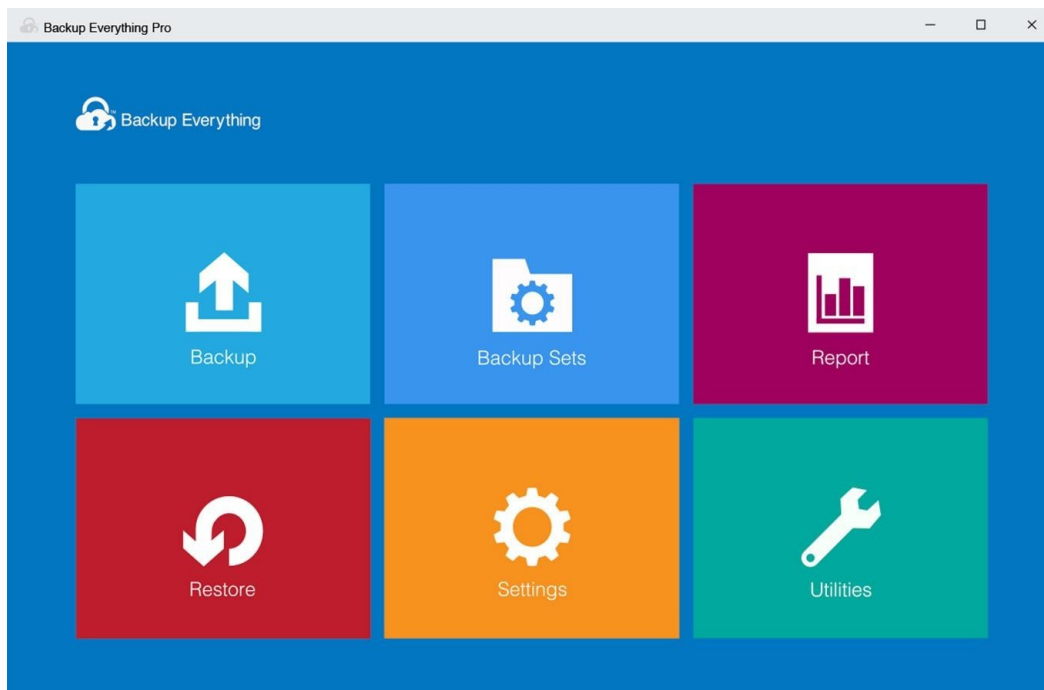 Backup Everything Pro
Backup Everything
Backup
Backup Sets
Report
Restore
Settings
Utilities